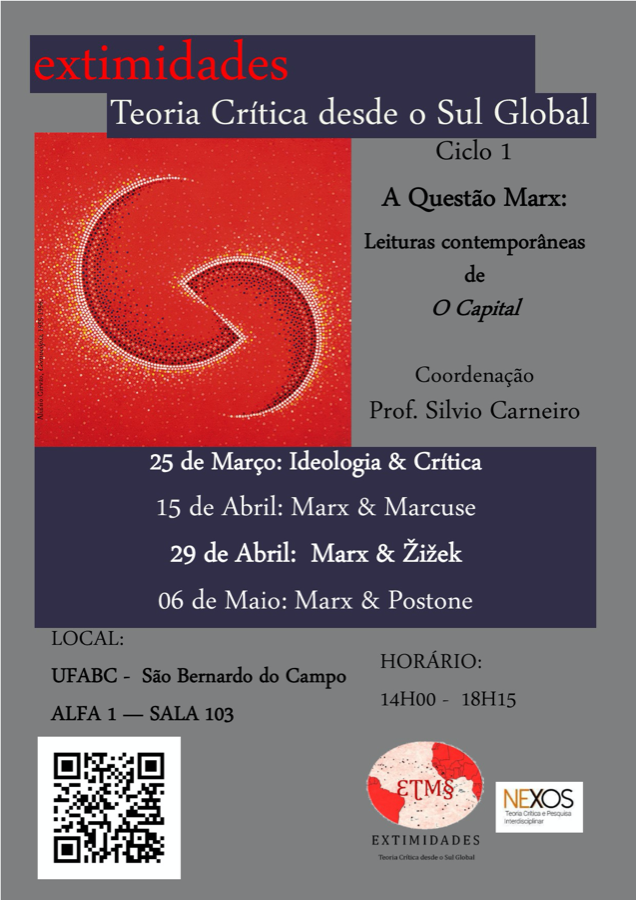 extimidades
Teoria Crítica desde o Sul Global
Ciclo 1
A Questão Marx:
Leituras contemporâneas
de
O Capital
Coordenação
Prof. Silvio Carneiro
25 de Março: Ideologia & Crítica
15 de Abril: Marx & Marcuse
29 de Abril: Marx & Žižek
06 de Maio: Marx & Postone
LOCAL:
UFABC - São Bernardo do Campo
ALFA 1 — SALA 103
HORÁRIO:
14H00 - 18H15
EXTIMIDADES
Teoria Crítica desde o Sul Global
NEXOS
Teoria Crítica e Pesquisa
Interdisciplinar